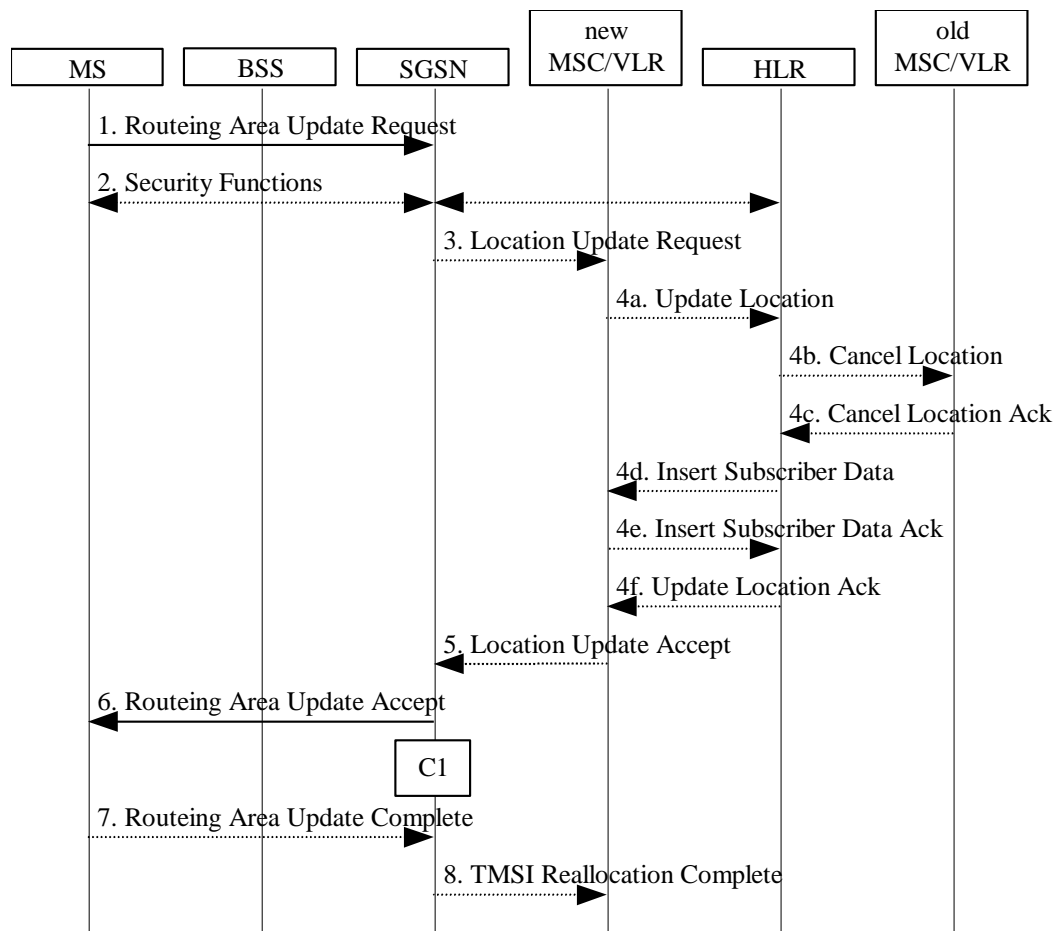 new
MSC/VLR
old
MSC/VLR
MS
BSS
SGSN
HLR
1. Routeing Area Update Request
2. Security Functions
3. Location Update Request
4a. Update Location
4b. Cancel Location
4c. Cancel Location Ack
4d. Insert Subscriber Data
4e. Insert Subscriber Data Ack
4f. Update Location Ack
5. Location Update Accept
6. Routeing Area Update Accept
C1
7. Routeing Area Update Complete
8. TMSI Reallocation Complete